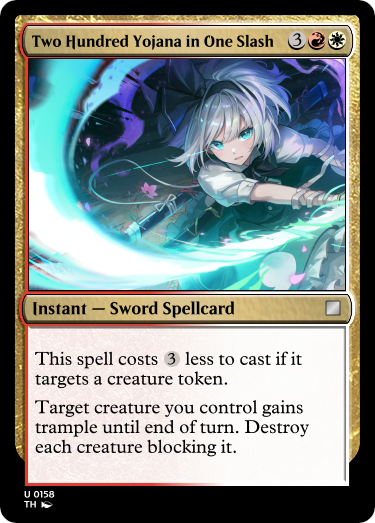 Two Hundred Yojana in One Slash 3
Instant — Sword Spellcard
This spell costs 3 less to cast if it
targets a creature token.
Target creature you control gains
trample until end of turn. Destroy
each creature blocking it.
U 0158
TH